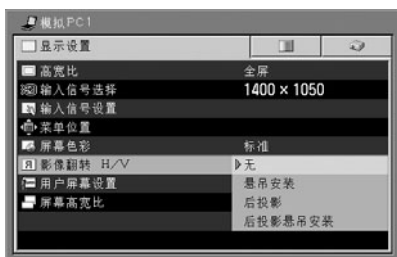 模拟PC1
显示设置
高宽比 全屏
输入信号选择 1400 × 1050
输入信号设置
菜单位置
屏幕色彩 标准
影像翻转 H/V 无
用户屏幕设置 悬吊安装
屏幕高宽比 后投影
后投影悬吊安装